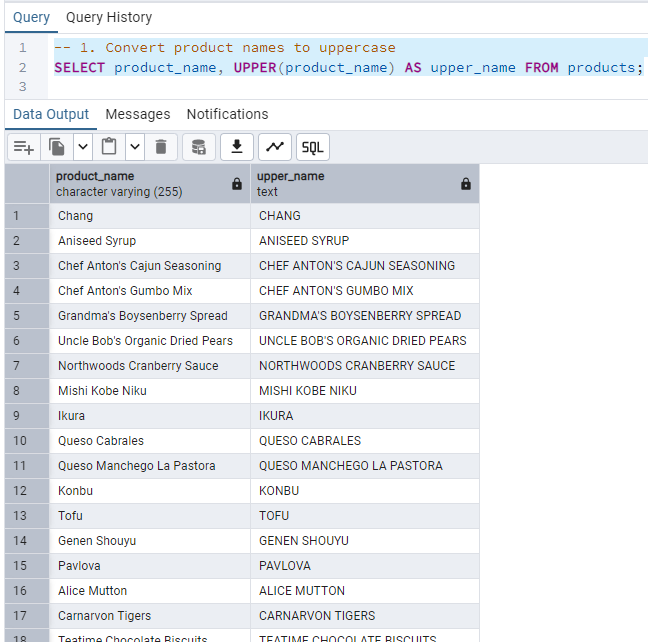 Query Query History
1 -- 1. Convert product names to uppercase
2 SELECT product_name, UPPER(product_name) AS upper_name FROM products;
3
Data Output Messages Notifications
SQL
product_name upper_name
character varying (255) text
1 Chang CHANG
2 Aniseed Syrup ANISEED SYRUP
3 Chef Anton's Cajun Seasoning CHEF ANTON'S CAJUN SEASONING
4 Chef Anton's Gumbo Mix CHEF ANTON'S GUMBO MIX
5 Grandma's Boysenberry Spread GRANDMA'S BOYSENBERRY SPREAD
6 Uncle Bob's Organic Dried Pears UNCLE BOB'S ORGANIC DRIED PEARS
7 Northwoods Cranberry Sauce NORTHWOODS CRANBERRY SAUCE
8 Mishi Kobe Niku MISHI KOBE NIKU
9 Ikura IKURA
10 Queso Cabrales QUESO CABRALES
11 Queso Manchego La Pastora QUESO MANCHEGO LA PASTORA
12 Konbu KONBU
13 Tofu TOFU
14 Genen Shouyu GENEN SHOUYU
15 Pavlova PAVLOVA
16 Alice Mutton ALICE MUTTON
17 Carnarvon Tigers CARNARVON TIGERS
18 Teatime Chocolate Biscuits TEATIME CHOCOLATE BISCUITS